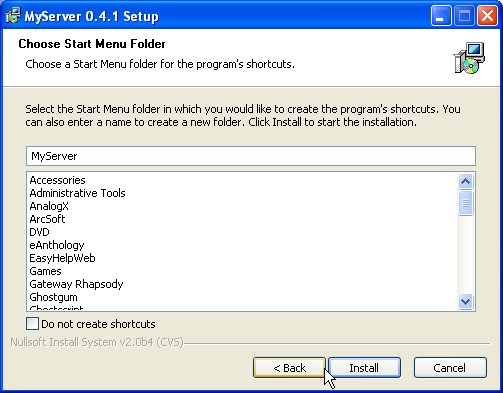 MyServer 0.4.1 Setup
Choose Start Menu Folder
Choose a Start Menu folder for the program's shortcuts.
Select the Start Menu folder in which you would like to create the program's shortcuts. You
can also enter a name to create a new folder. Click Install to start the installation.
MyServer
Accessories
Administrative Tools
AnalogX
ArcSoft
DVD
eAnthology
EasyHelpWeb
Games
Gateway Rhapsody
Ghostgum
Ghostscript
Do not create shortcuts
Nullsoft Install System v2.0b4 (CVS)
< Back
Install
Cancel